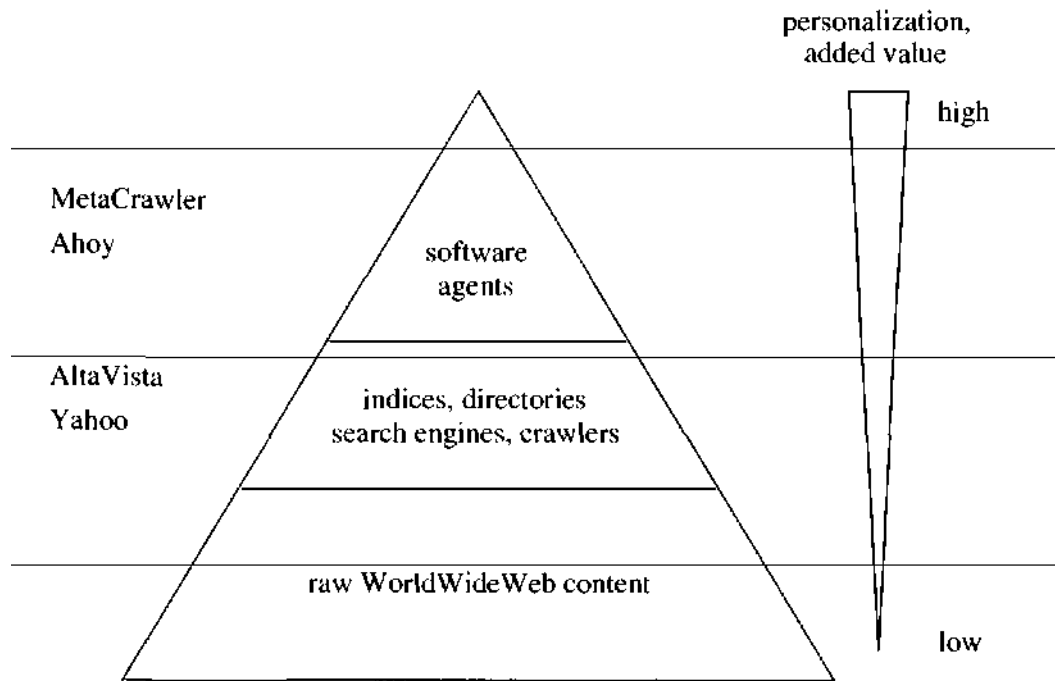 personalization,
added value
high
MetaCrawler
Ahoy
software
agents
AltaVista
Yahoo
indices, directories
search engines, crawlers
raw WorldWideWeb content
low